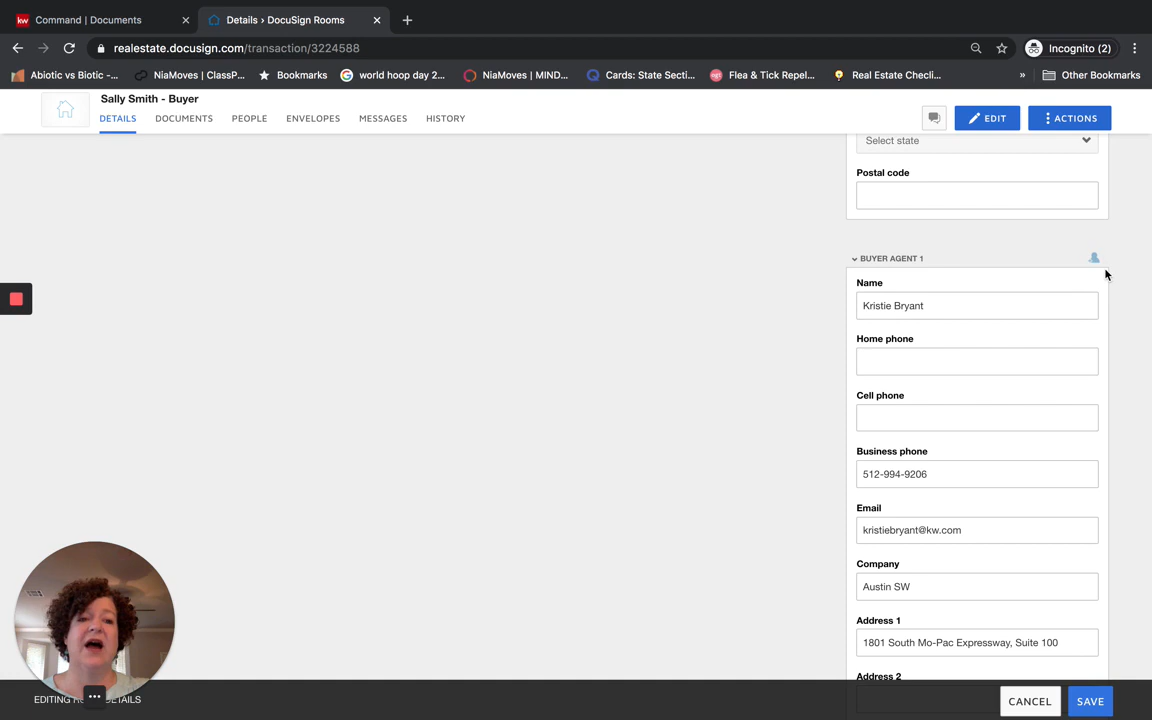 kw Command | Documents
Details › DocuSign Rooms
realestate.docusign.com/transaction/3224588
Incognito (2)
Abiotic vs Biotic -...
NiaMoves | ClassP...
Bookmarks
world hoop day 2...
NiaMoves | MIND...
Cards: State Secti...
Flea & Tick Repel...
Real Estate Checli...
»
Other Bookmarks
Sally Smith - Buyer
DETAILS
DOCUMENTS
PEOPLE
ENVELOPES
MESSAGES
HISTORY
EDIT
ACTIONS
Select state
Postal code
BUYER AGENT 1
Name
Kristie Bryant
Home phone
Cell phone
Business phone
512-994-9206
Email
kristiebryant@kw.com
Company
Austin SW
Address 1
1801 South Mo-Pac Expressway, Suite 100
Address 2
EDITING
CANCEL
SAVE